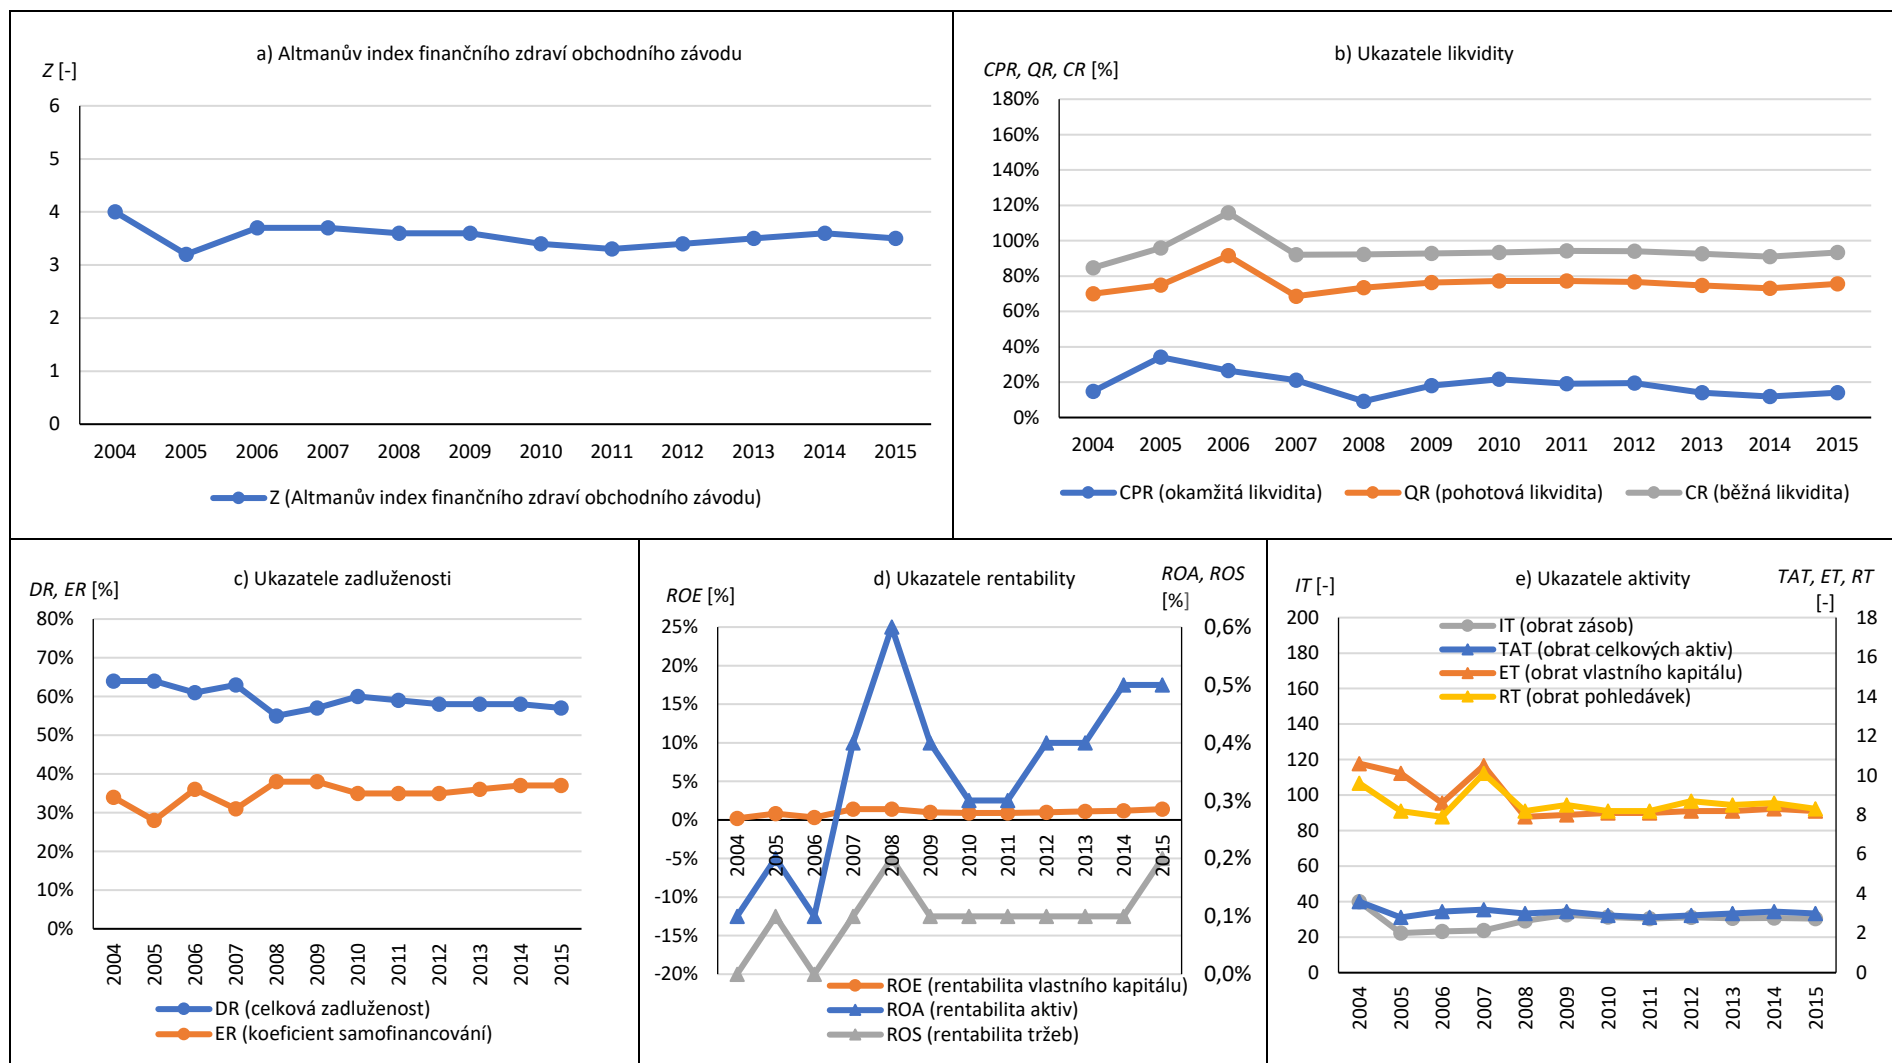 a) Altmanův index finančního zdraví obchodního závodu
Z [-]
6
5
4
3
2
1
0
2004 2005 2006 2007 2008 2009 2010 2011 2012 2013 2014 2015
Z (Altmanův index finančního zdraví obchodního závodu)
b) Ukazatele likvidity
CPR, QR, CR [%]
180%
160%
140%
120%
100%
80%
60%
40%
20%
0%
2004 2005 2006 2007 2008 2009 2010 2011 2012 2013 2014 2015
CPR (okamžitá likvidita) QR (pohotová likvidita) CR (běžná likvidita)
c) Ukazatele zadluženosti
DR, ER [%]
80%
70%
60%
50%
40%
30%
20%
10%
0%
2004 2005 2006 2007 2008 2009 2010 2011 2012 2013 2014 2015
DR (celková zadluženost)
ER (koeficient samofinancování)
d) Ukazatele rentability
ROE [%]
ROA, ROS
[%]
25%
20%
15%
10%
5%
0%
-5%
-10%
-15%
-20%
0,6%
0,5%
0,4%
0,3%
0,2%
0,1%
0,0%
2004 2005 2006 2007 2008 2009 2010 2011 2012 2013 2014 2015
ROE (rentabilita vlastního kapitálu)
ROA (rentabilita aktiv)
ROS (rentabilita tržeb)
e) Ukazatele aktivity
IT [-]
TAT, ET, RT
[-]
200
180
160
140
120
100
80
60
40
20
0
18
16
14
12
10
8
6
4
2
0
IT (obrat zásob)
TAT (obrat celkových aktiv)
ET (obrat vlastního kapitálu)
RT (obrat pohledávek)
2004 2005 2006 2007 2008 2009 2010 2011 2012 2013 2014 2015